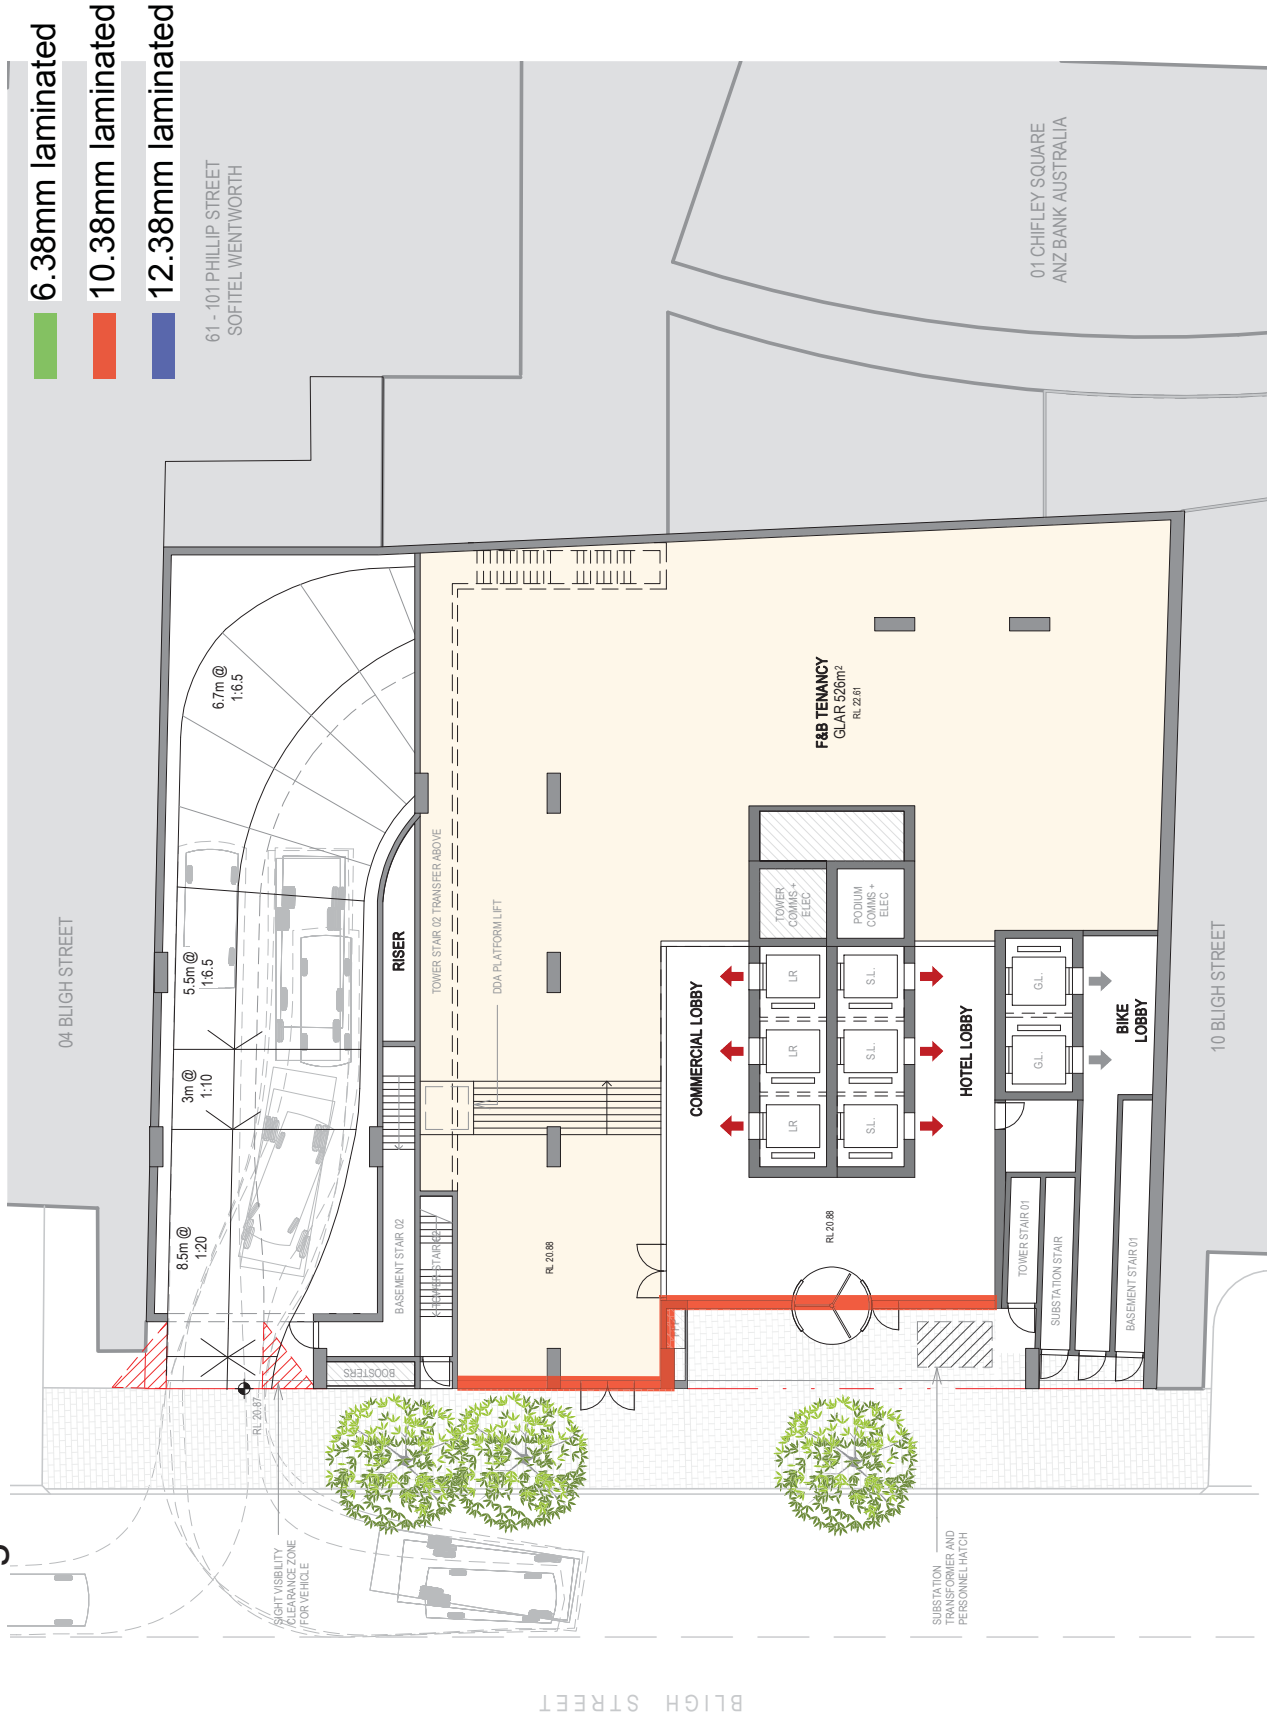 6.38mm laminated
10.38mm laminated
12.38mm laminated
61 - 101 PHILLIP STREET
SOFITEL WENTWORTH
01 CHIFLEY SQUARE
ANZ BANK AUSTRALIA
04 BLIGH STREET
10 BLIGH STREET
6.7m @
1:6.5
5.5m @
1:6.5
3m @
1:10
8.5m @
1:20
RISER
TOWER STAIR 02 TRANSFER ABOVE
DDA PLATFORM LIFT
F&B TENANCY
GLAR 526m²
RL 22.61
TOWER
COMMS +
ELEC
PODIUM
COMMS +
ELEC
COMMERCIAL LOBBY
LR
LR
LR
S.L.
S.L.
S.L.
HOTEL LOBBY
G.L.
G.L.
BIKE
LOBBY
BASEMENT STAIR 02
TOWER STAIR 02
RL 20.88
RL 20.88
TOWER STAIR 01
SUBSTATION STAIR
BASEMENT STAIR 01
BOOSTERS
RL 20.87
SIGHT VISIBILITY
CLEARANCE ZONE
FOR VEHICLE
SUBSTATION
TRANSFORMER AND
PERSONNEL HATCH
BLIGH STREET